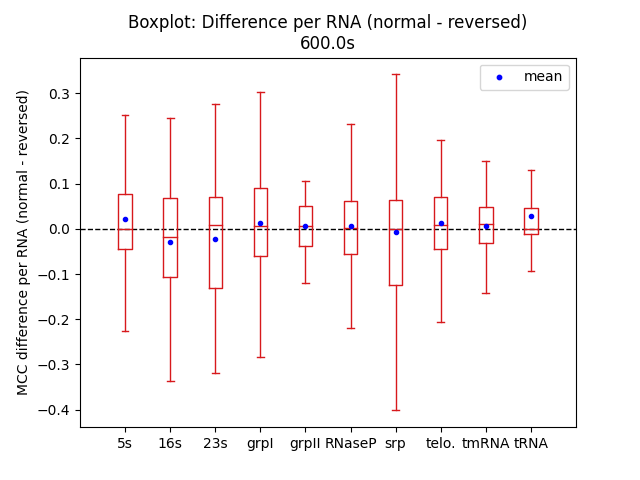 Boxplot: Difference per RNA (normal - reversed)
600.0s
mean
MCC difference per RNA (normal - reversed)
0.3
0.2
0.1
0.0
−0.1
−0.2
−0.3
−0.4
5s 16s 23s grpI grpII RNaseP srp telo. tmRNA tRNA